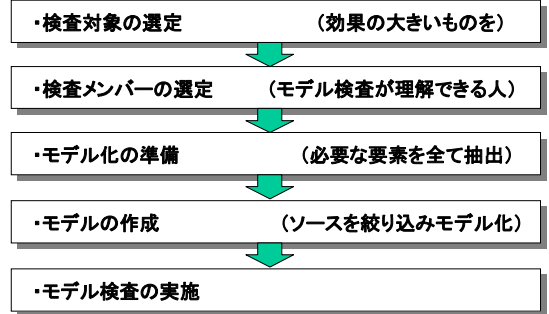 ・検査対象の選定 （効果の大きいものを）
・検査メンバーの選定 （モデル検査が理解できる人）
・モデル化の準備 （必要な要素を全て抽出）
・モデルの作成 （ソースを絞り込みモデル化）
・モデル検査の実施